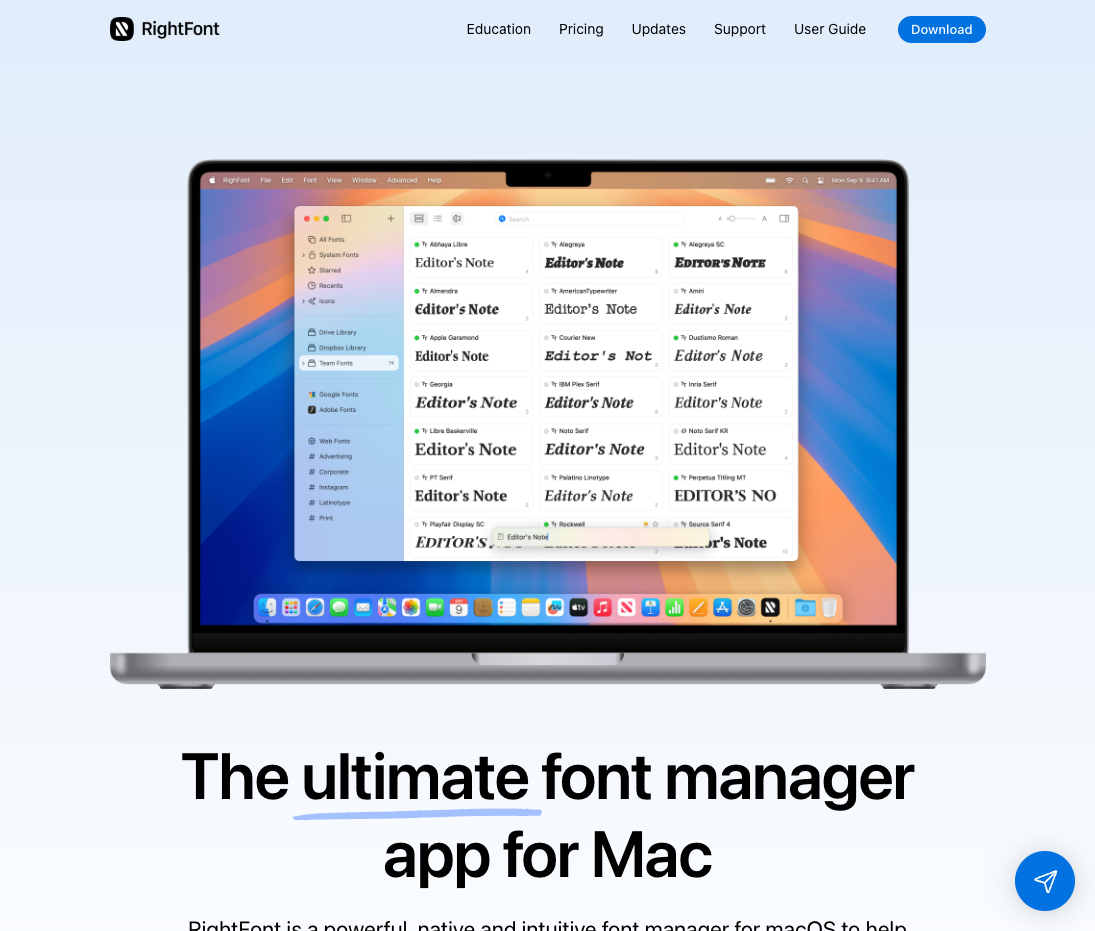 RightFont
Education Pricing Updates Support User Guide Download
RighFont File Edit Font View Window Advanced Help Mon Sep 9 9:41 AM
Search A A
All Fonts
System Fonts
Starred
Recents
Icons
Drive Library
Dropbox Library
Team Fonts
Google Fonts
Adobe Fonts
Web Fonts
# Advertising
# Corporate
# Instagram
# Latinotype
# Print
Abhaya Libre Alegreya Alegreya SC
Editor's Note Editor's Note Editor's Note
Almendra AmericanTypewriter Amiri
Editor's Note Editor's Note Editor's Note
Apple Garamond Courier New Dustismo Roman
Editor's Note Editor's Not Editor's Note
Georgia IBM Plex Serif Inria Serif
Editor's Note Editor's Note Editor's Note
Libre Baskerville Noto Serif Noto Serif KR
Editor's Note Editor's Note Editor's Note
PT Serif Palatino Linotype Perpetua Titling MT
Editor's Note Editor's Note EDITOR'S NO
Playfair Display SC Rockwell Source Serif 4
Editor's Note
9
tv
The ultimate font manager
app for Mac
RightFont is a powerful, native and intuitive font manager for macOS to help